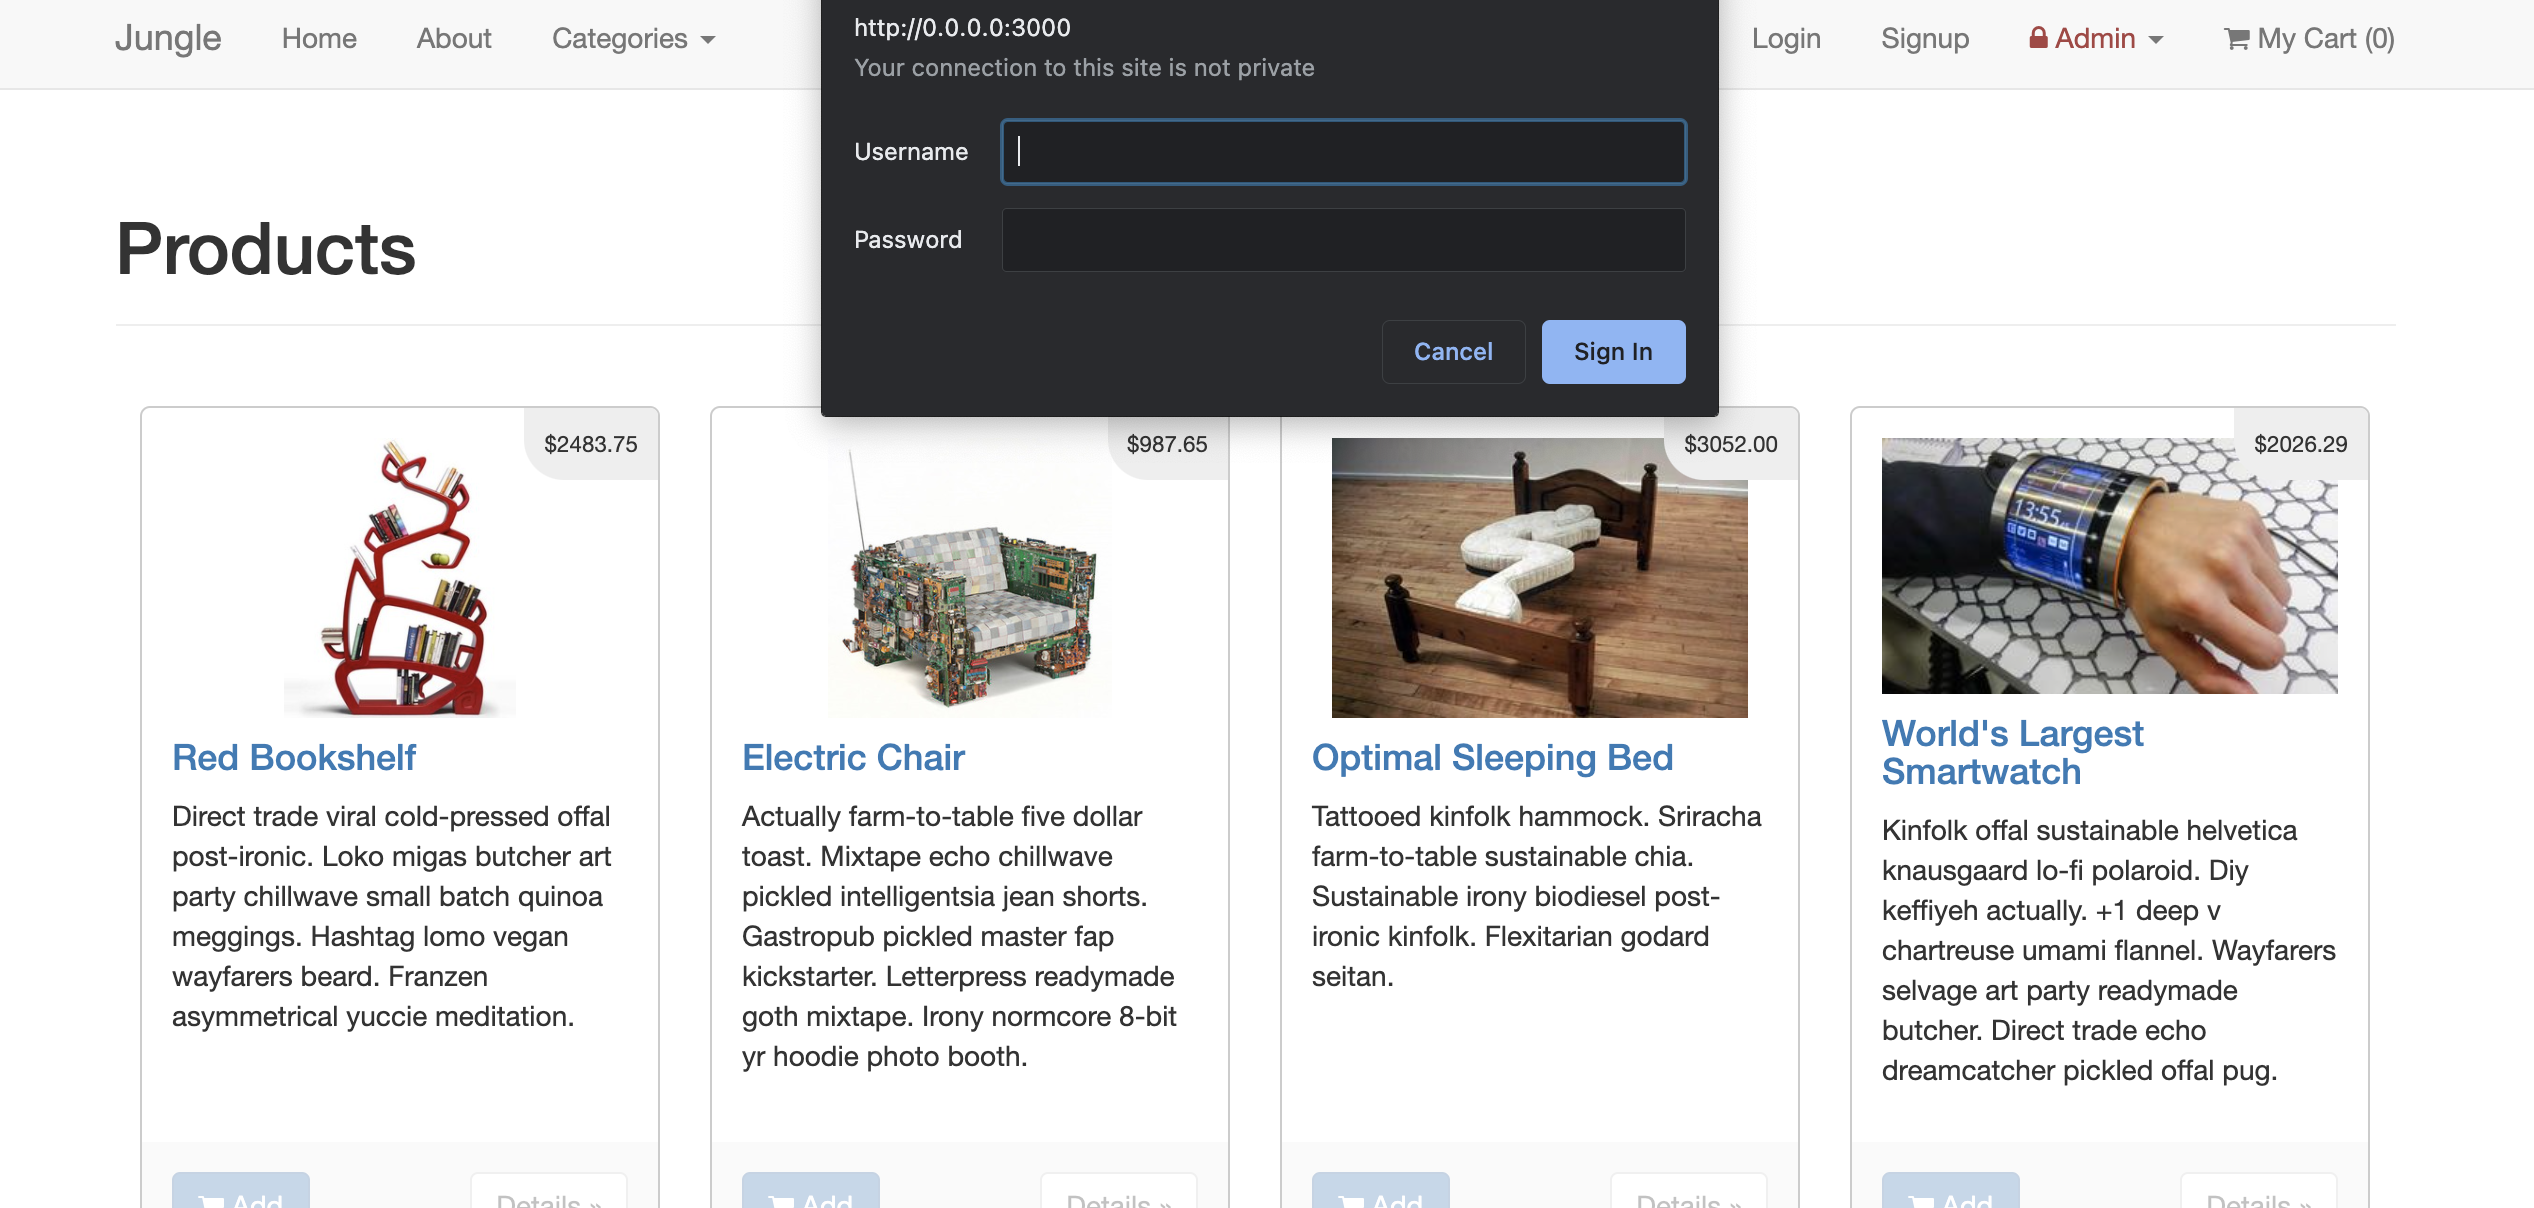 Jungle Home About Categories Login Signup Admin My Cart (0)
http://0.0.0.0:3000
Your connection to this site is not private
Username
Password
Cancel Sign In
Products
$2483.75
Red Bookshelf
Direct trade viral cold-pressed offal
post-ironic. Loko migas butcher art
party chillwave small batch quinoa
meggings. Hashtag lomo vegan
wayfarers beard. Franzen
asymmetrical yuccie meditation.
Add Details »
$987.65
Electric Chair
Actually farm-to-table five dollar
toast. Mixtape echo chillwave
pickled intelligentsia jean shorts.
Gastropub pickled master fap
kickstarter. Letterpress readymade
goth mixtape. Irony normcore 8-bit
yr hoodie photo booth.
Add Details »
$3052.00
Optimal Sleeping Bed
Tattooed kinfolk hammock. Sriracha
farm-to-table sustainable chia.
Sustainable irony biodiesel post-
ironic kinfolk. Flexitarian godard
seitan.
Add Details »
$2026.29
13:55
World's Largest
Smartwatch
Kinfolk offal sustainable helvetica
knausgaard lo-fi polaroid. Diy
keffiyeh actually. +1 deep v
chartreuse umami flannel. Wayfarers
selvage art party readymade
butcher. Direct trade echo
dreamcatcher pickled offal pug.
Add Details »